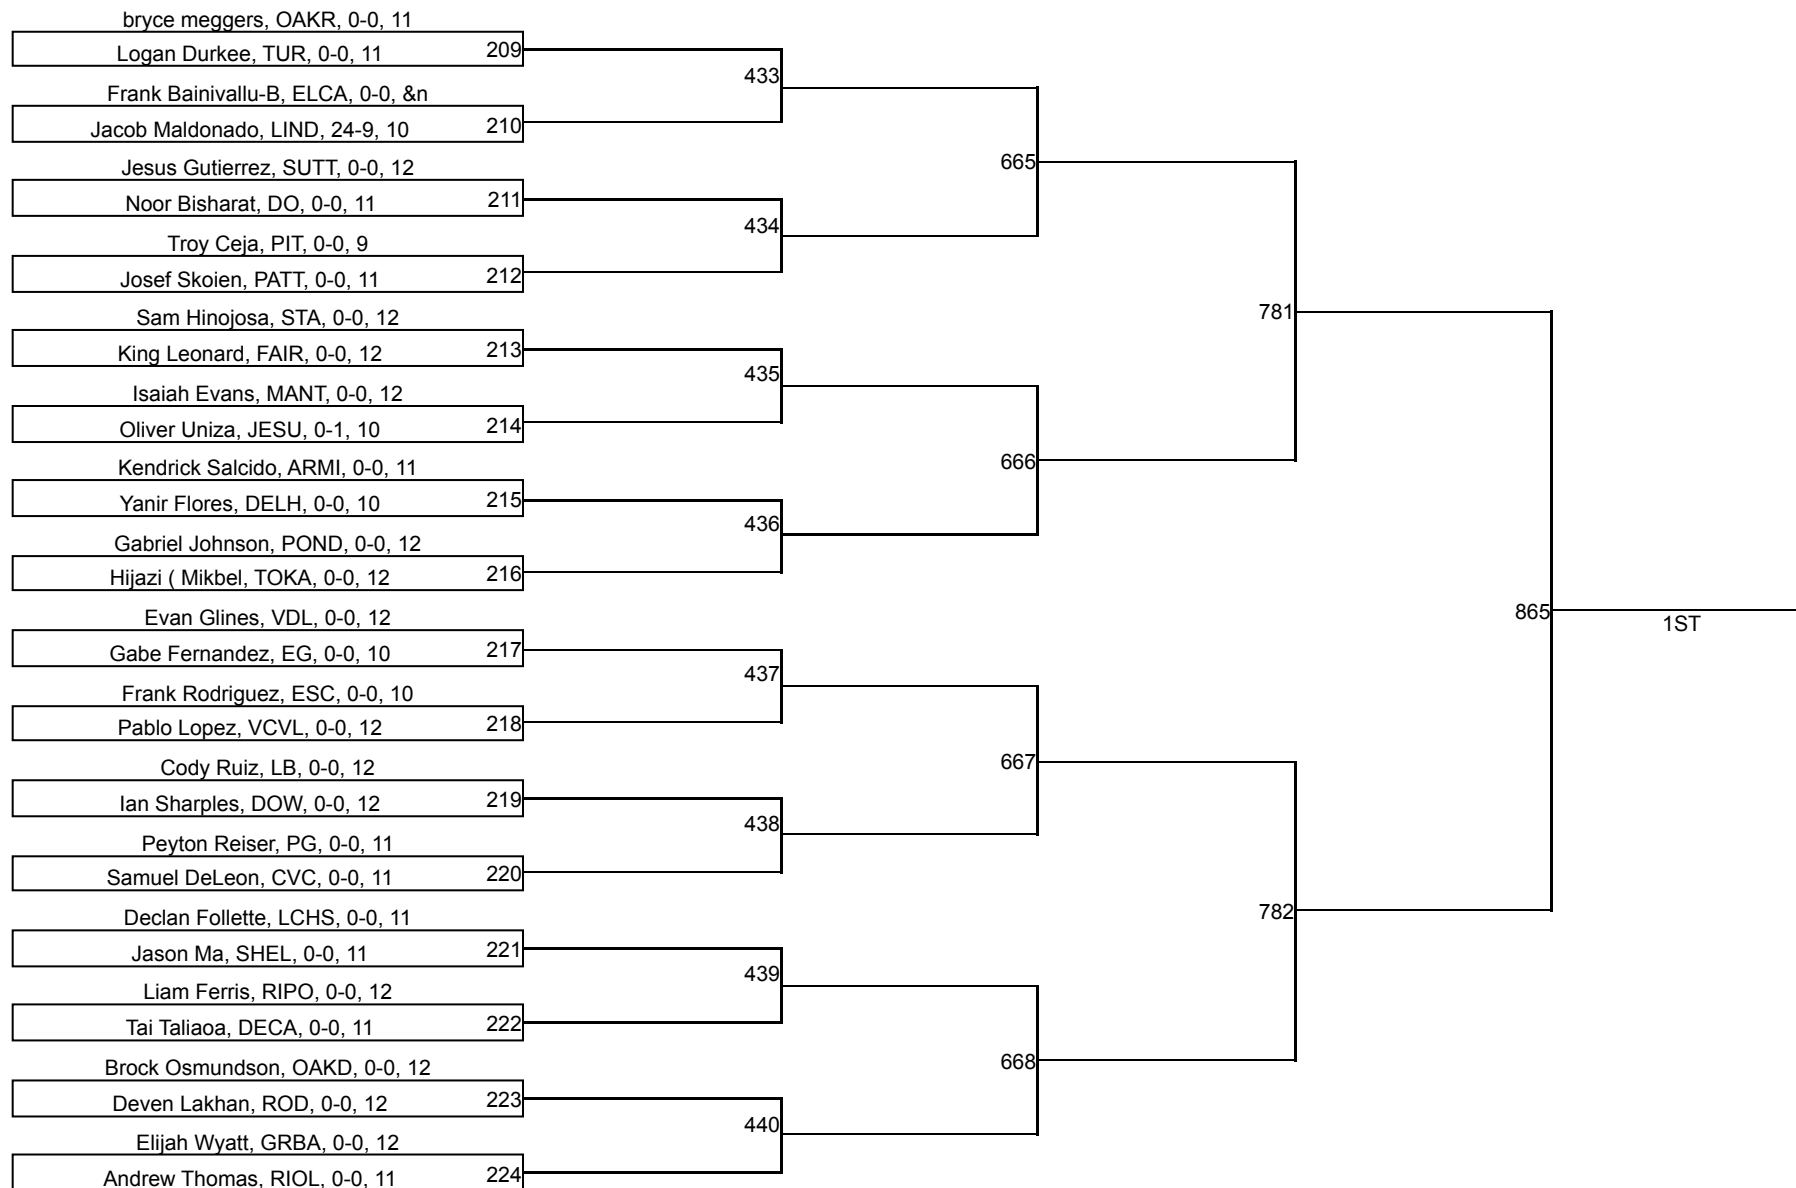 bryce meggers, OAKR, 0-0, 11
Logan Durkee, TUR, 0-0, 11 209
433
Frank Bainivallu-B, ELCA, 0-0, &n
Jacob Maldonado, LIND, 24-9, 10 210
665
Jesus Gutierrez, SUTT, 0-0, 12
Noor Bisharat, DO, 0-0, 11 211
434
Troy Ceja, PIT, 0-0, 9
Josef Skoien, PATT, 0-0, 11 212
781
Sam Hinojosa, STA, 0-0, 12
King Leonard, FAIR, 0-0, 12 213
435
Isaiah Evans, MANT, 0-0, 12
Oliver Uniza, JESU, 0-1, 10 214
666
Kendrick Salcido, ARMI, 0-0, 11
Yanir Flores, DELH, 0-0, 10 215
436
Gabriel Johnson, POND, 0-0, 12
Hijazi ( Mikbel, TOKA, 0-0, 12 216
865
1ST
Evan Glines, VDL, 0-0, 12
Gabe Fernandez, EG, 0-0, 10 217
437
Frank Rodriguez, ESC, 0-0, 10
Pablo Lopez, VCVL, 0-0, 12 218
667
Cody Ruiz, LB, 0-0, 12
Ian Sharples, DOW, 0-0, 12 219
438
Peyton Reiser, PG, 0-0, 11
Samuel DeLeon, CVC, 0-0, 11 220
782
Declan Follette, LCHS, 0-0, 11
Jason Ma, SHEL, 0-0, 11 221
439
Liam Ferris, RIPO, 0-0, 12
Tai Taliaoa, DECA, 0-0, 11 222
668
Brock Osmundson, OAKD, 0-0, 12
Deven Lakhan, ROD, 0-0, 12 223
440
Elijah Wyatt, GRBA, 0-0, 12
Andrew Thomas, RIOL, 0-0, 11 224